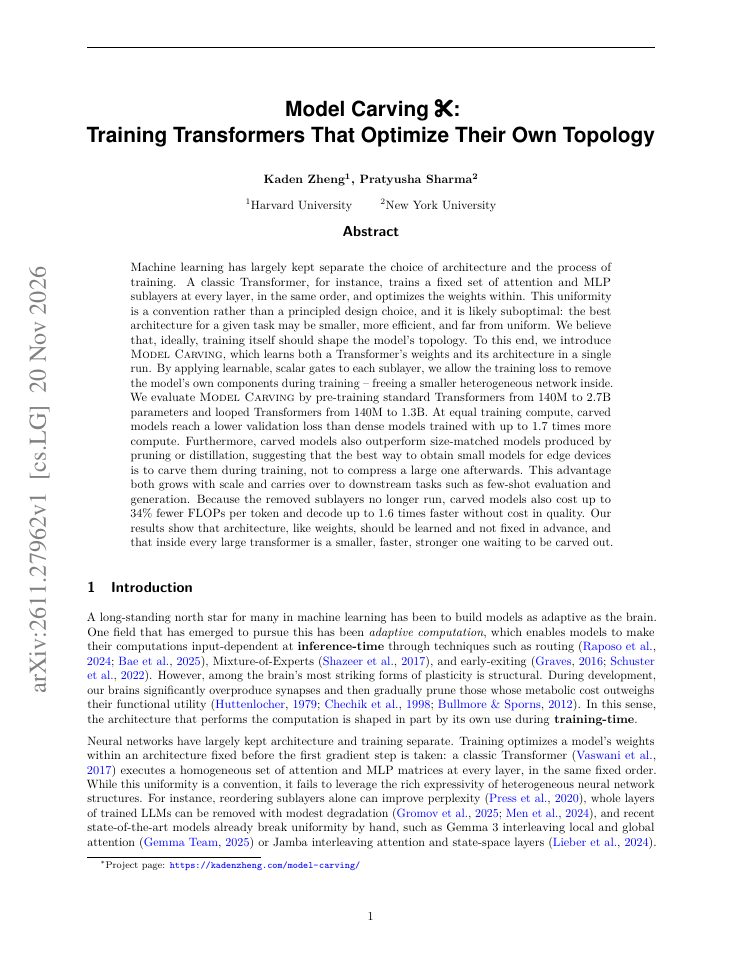 Model Carving :
Training Transformers That Optimize Their Own Topology
Kaden Zheng¹, Pratyusha Sharma²
¹Harvard University ²New York University
Abstract
Machine learning has largely kept separate the choice of architecture and the process of
training. A classic Transformer, for instance, trains a fixed set of attention and MLP
sublayers at every layer, in the same order, and optimizes the weights within. This uniformity
is a convention rather than a principled design choice, and it is likely suboptimal: the best
architecture for a given task may be smaller, more efficient, and far from uniform. We believe
that, ideally, training itself should shape the model's topology. To this end, we introduce
MODEL CARVING, which learns both a Transformer's weights and its architecture in a single
run. By applying learnable, scalar gates to each sublayer, we allow the training loss to remove
the model's own components during training – freeing a smaller heterogeneous network inside.
We evaluate MODEL CARVING by pre-training standard Transformers from 140M to 2.7B
parameters and looped Transformers from 140M to 1.3B. At equal training compute, carved
models reach a lower validation loss than dense models trained with up to 1.7 times more
compute. Furthermore, carved models also outperform size-matched models produced by
pruning or distillation, suggesting that the best way to obtain small models for edge devices
is to carve them during training, not to compress a large one afterwards. This advantage
both grows with scale and carries over to downstream tasks such as few-shot evaluation and
generation. Because the removed sublayers no longer run, carved models also cost up to
34% fewer FLOPs per token and decode up to 1.6 times faster without cost in quality. Our
results show that architecture, like weights, should be learned and not fixed in advance, and
that inside every large transformer is a smaller, faster, stronger one waiting to be carved out.
1 Introduction
A long-standing north star for many in machine learning has been to build models as adaptive as the brain.
One field that has emerged to pursue this has been adaptive computation, which enables models to make
their computations input-dependent at inference-time through techniques such as routing (Raposo et al.,
2024; Bae et al., 2025), Mixture-of-Experts (Shazeer et al., 2017), and early-exiting (Graves, 2016; Schuster
et al., 2022). However, among the brain's most striking forms of plasticity is structural. During development,
our brains significantly overproduce synapses and then gradually prune those whose metabolic cost outweighs
their functional utility (Huttenlocher, 1979; Chechik et al., 1998; Bullmore & Sporns, 2012). In this sense,
the architecture that performs the computation is shaped in part by its own use during training-time.
Neural networks have largely kept architecture and training separate. Training optimizes a model's weights
within an architecture fixed before the first gradient step is taken: a classic Transformer (Vaswani et al.,
2017) executes a homogeneous set of attention and MLP matrices at every layer, in the same fixed order.
While this uniformity is a convention, it fails to leverage the rich expressivity of heterogeneous neural network
structures. For instance, reordering sublayers alone can improve perplexity (Press et al., 2020), whole layers
of trained LLMs can be removed with modest degradation (Gromov et al., 2025; Men et al., 2024), and recent
state-of-the-art models already break uniformity by hand, such as Gemma 3 interleaving local and global
attention (Gemma Team, 2025) or Jamba interleaving attention and state-space layers (Lieber et al., 2024).
*Project page: https://kadenzheng.com/model-carving/
1
arXiv:2611.27962v1 [cs.LG] 20 Nov 2026